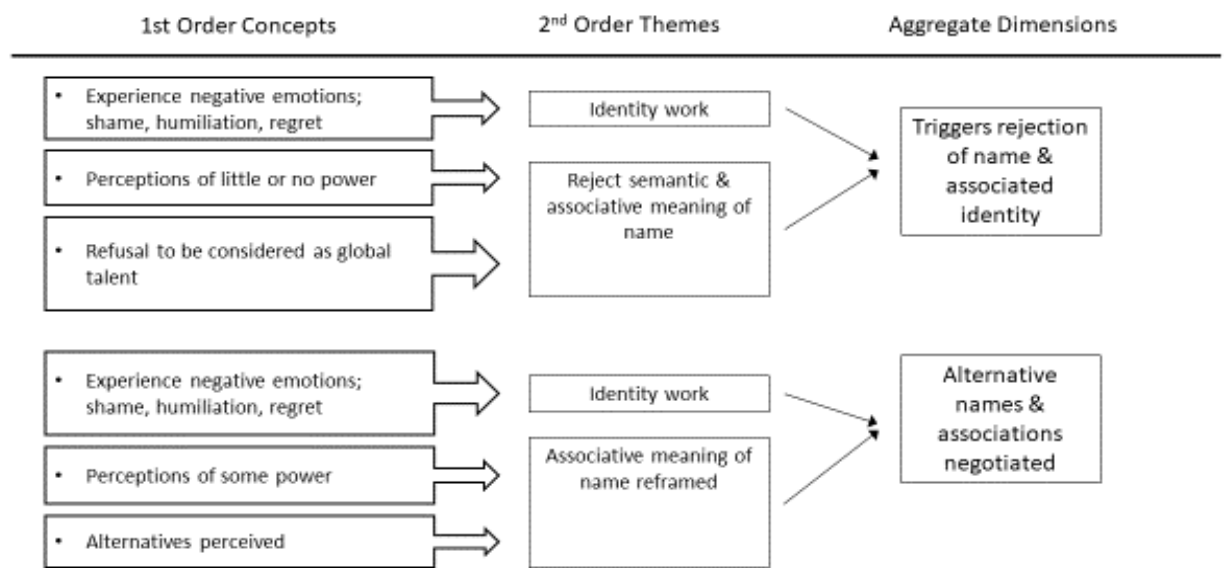 1st Order Concepts
2nd Order Themes
Aggregate Dimensions
• Experience negative emotions;
shame, humiliation, regret
Identity work
• Perceptions of little or no power
Reject semantic &
associative meaning of
name
• Refusal to be considered as global
talent
Triggers rejection
of name &
associated
identity
• Experience negative emotions;
shame, humiliation, regret
Identity work
• Perceptions of some power
Associative meaning of
name reframed
• Alternatives perceived
Alternative
names &
associations
negotiated